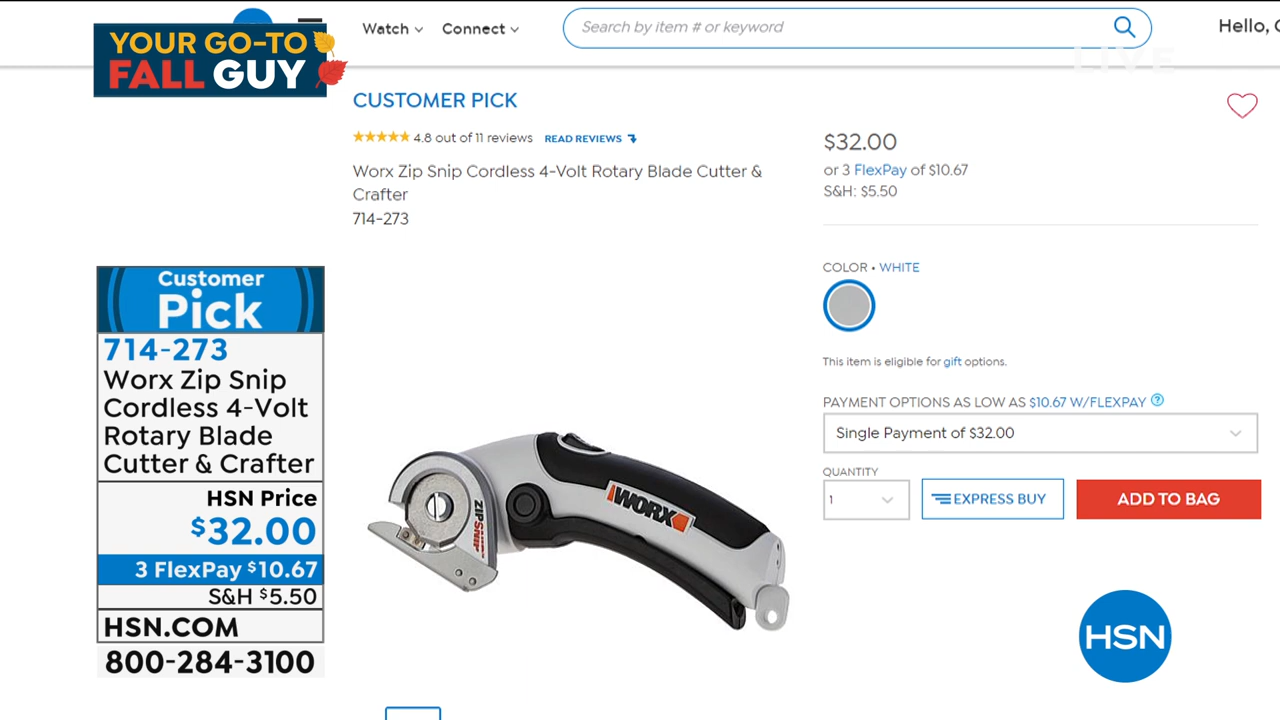 YOUR GO-TO
FALL GUY
Watch
Connect
Search by item # or keyword
Hello,
LIVE
CUSTOMER PICK
4.8 out of 11 reviews READ REVIEWS
Worx Zip Snip Cordless 4-Volt Rotary Blade Cutter &
Crafter
714-273
$32.00
or 3 FlexPay of $10.67
S&H: $5.50
COLOR • WHITE
This item is eligible for gift options.
PAYMENT OPTIONS AS LOW AS $10.67 W/FLEXPAY ?
Single Payment of $32.00
QUANTITY
1
EXPRESS BUY
ADD TO BAG
Customer
Pick
714-273
Worx Zip Snip
Cordless 4-Volt
Rotary Blade
Cutter & Crafter
HSN Price
$32.00
3 FlexPay $10.67
S&H $5.50
HSN.COM
800-284-3100
WORX
ZIPSNIP
HSN